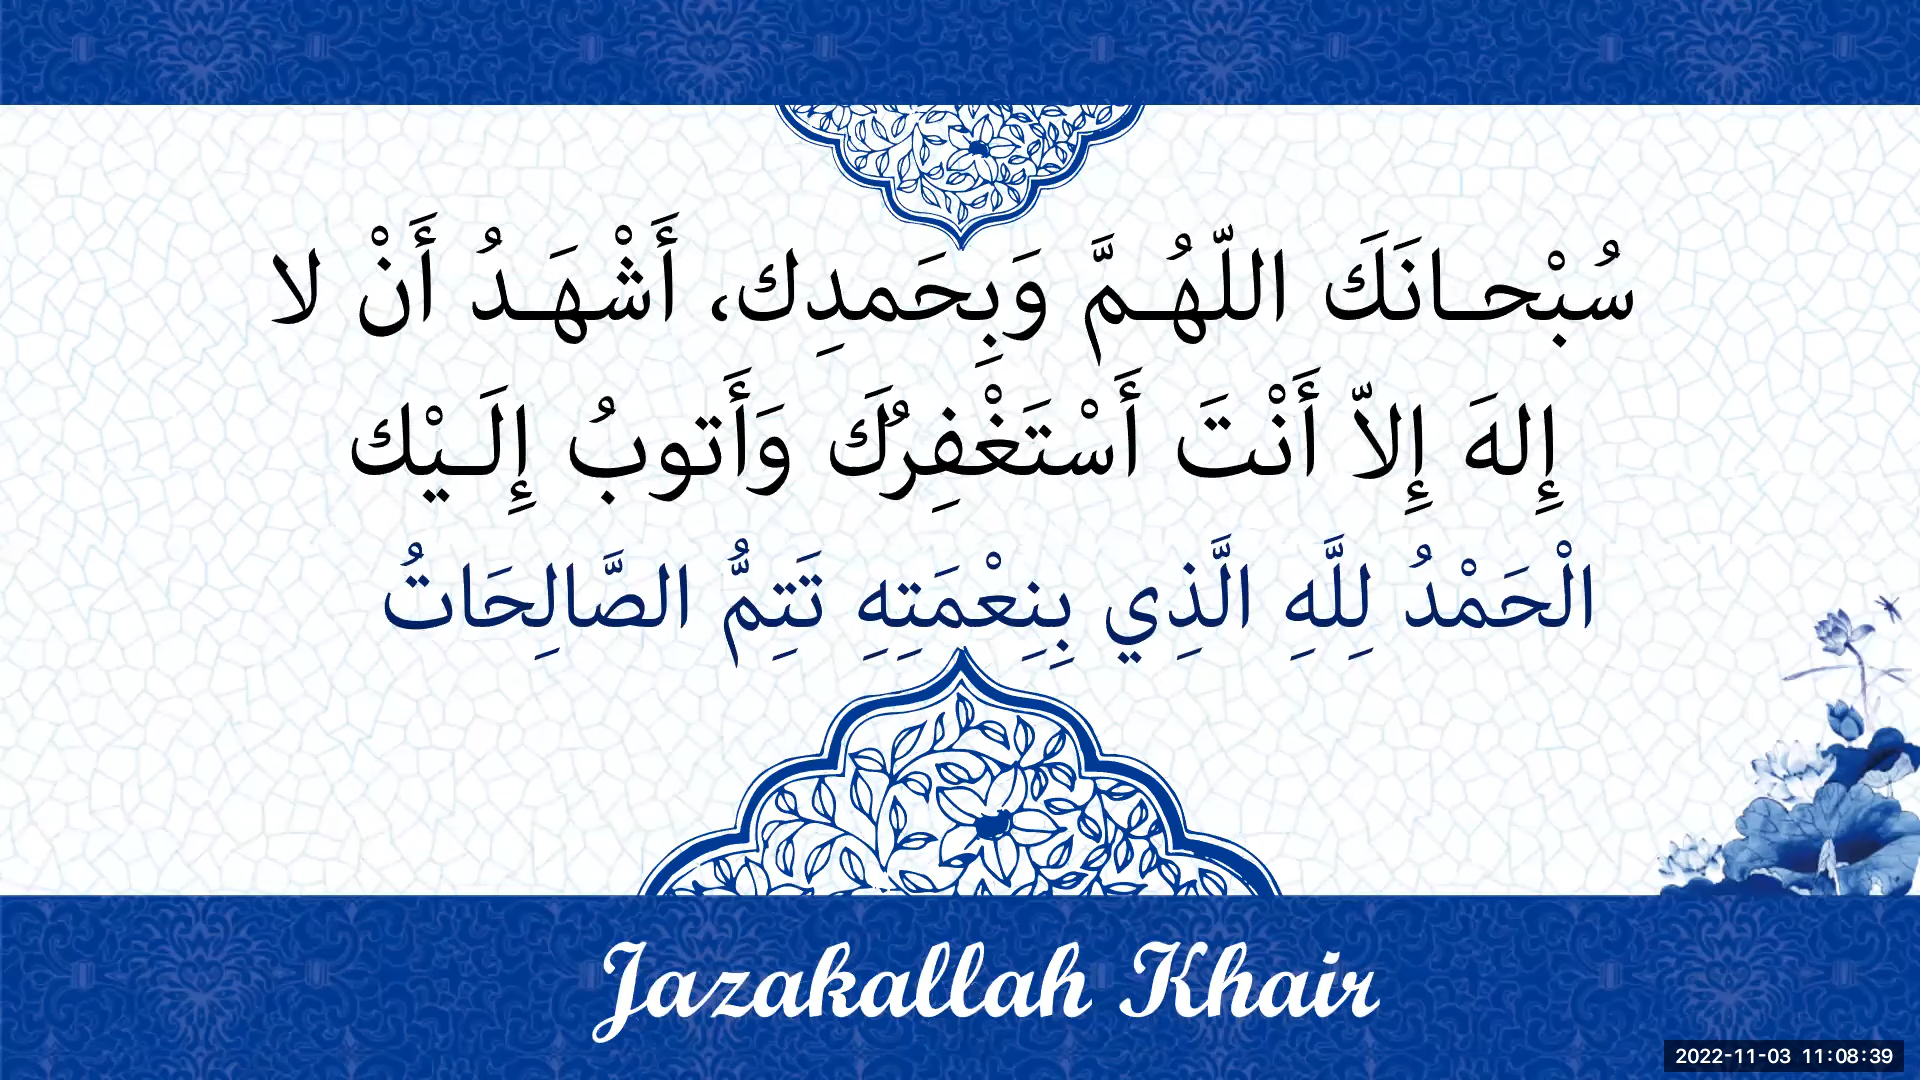 سُبْحـانَكَ اللّهُـمَّ وَبِحَمدِك، أَشْهَـدُ أَنْ لا
إِلهَ إِلاّ أَنْتَ أَسْتَغْفِرُكَ وَأَتوبُ إِلَـيْك
الْحَمْدُ لِلَّهِ الَّذِي بِنِعْمَتِهِ تَتِمُّ الصَّالِحَاتُ
Jazakallah Khair
2022-11-03 11:08:39